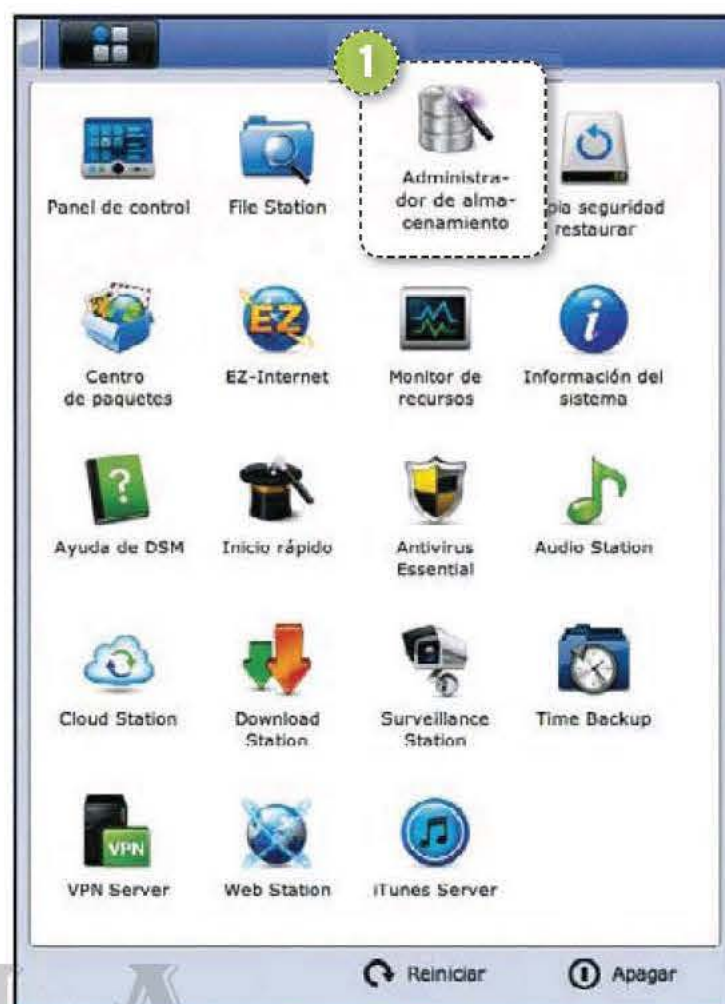 1
Panel de control
File Station
Administra-
dor de alma-
cenamiento
seguridad
restaurar
Centro
de paquetes
EZ
EZ-Internet
Monitor de
recursos
Información del
sistema
Ayuda de DSM
Inicio rápido
Antivirus
Essential
Audio Station
Cloud Station
Download
Station
Surveillance
Station
Time Backup
VPN
VPN Server
Web Station
iTunes Server
Reiniciar
Apagar